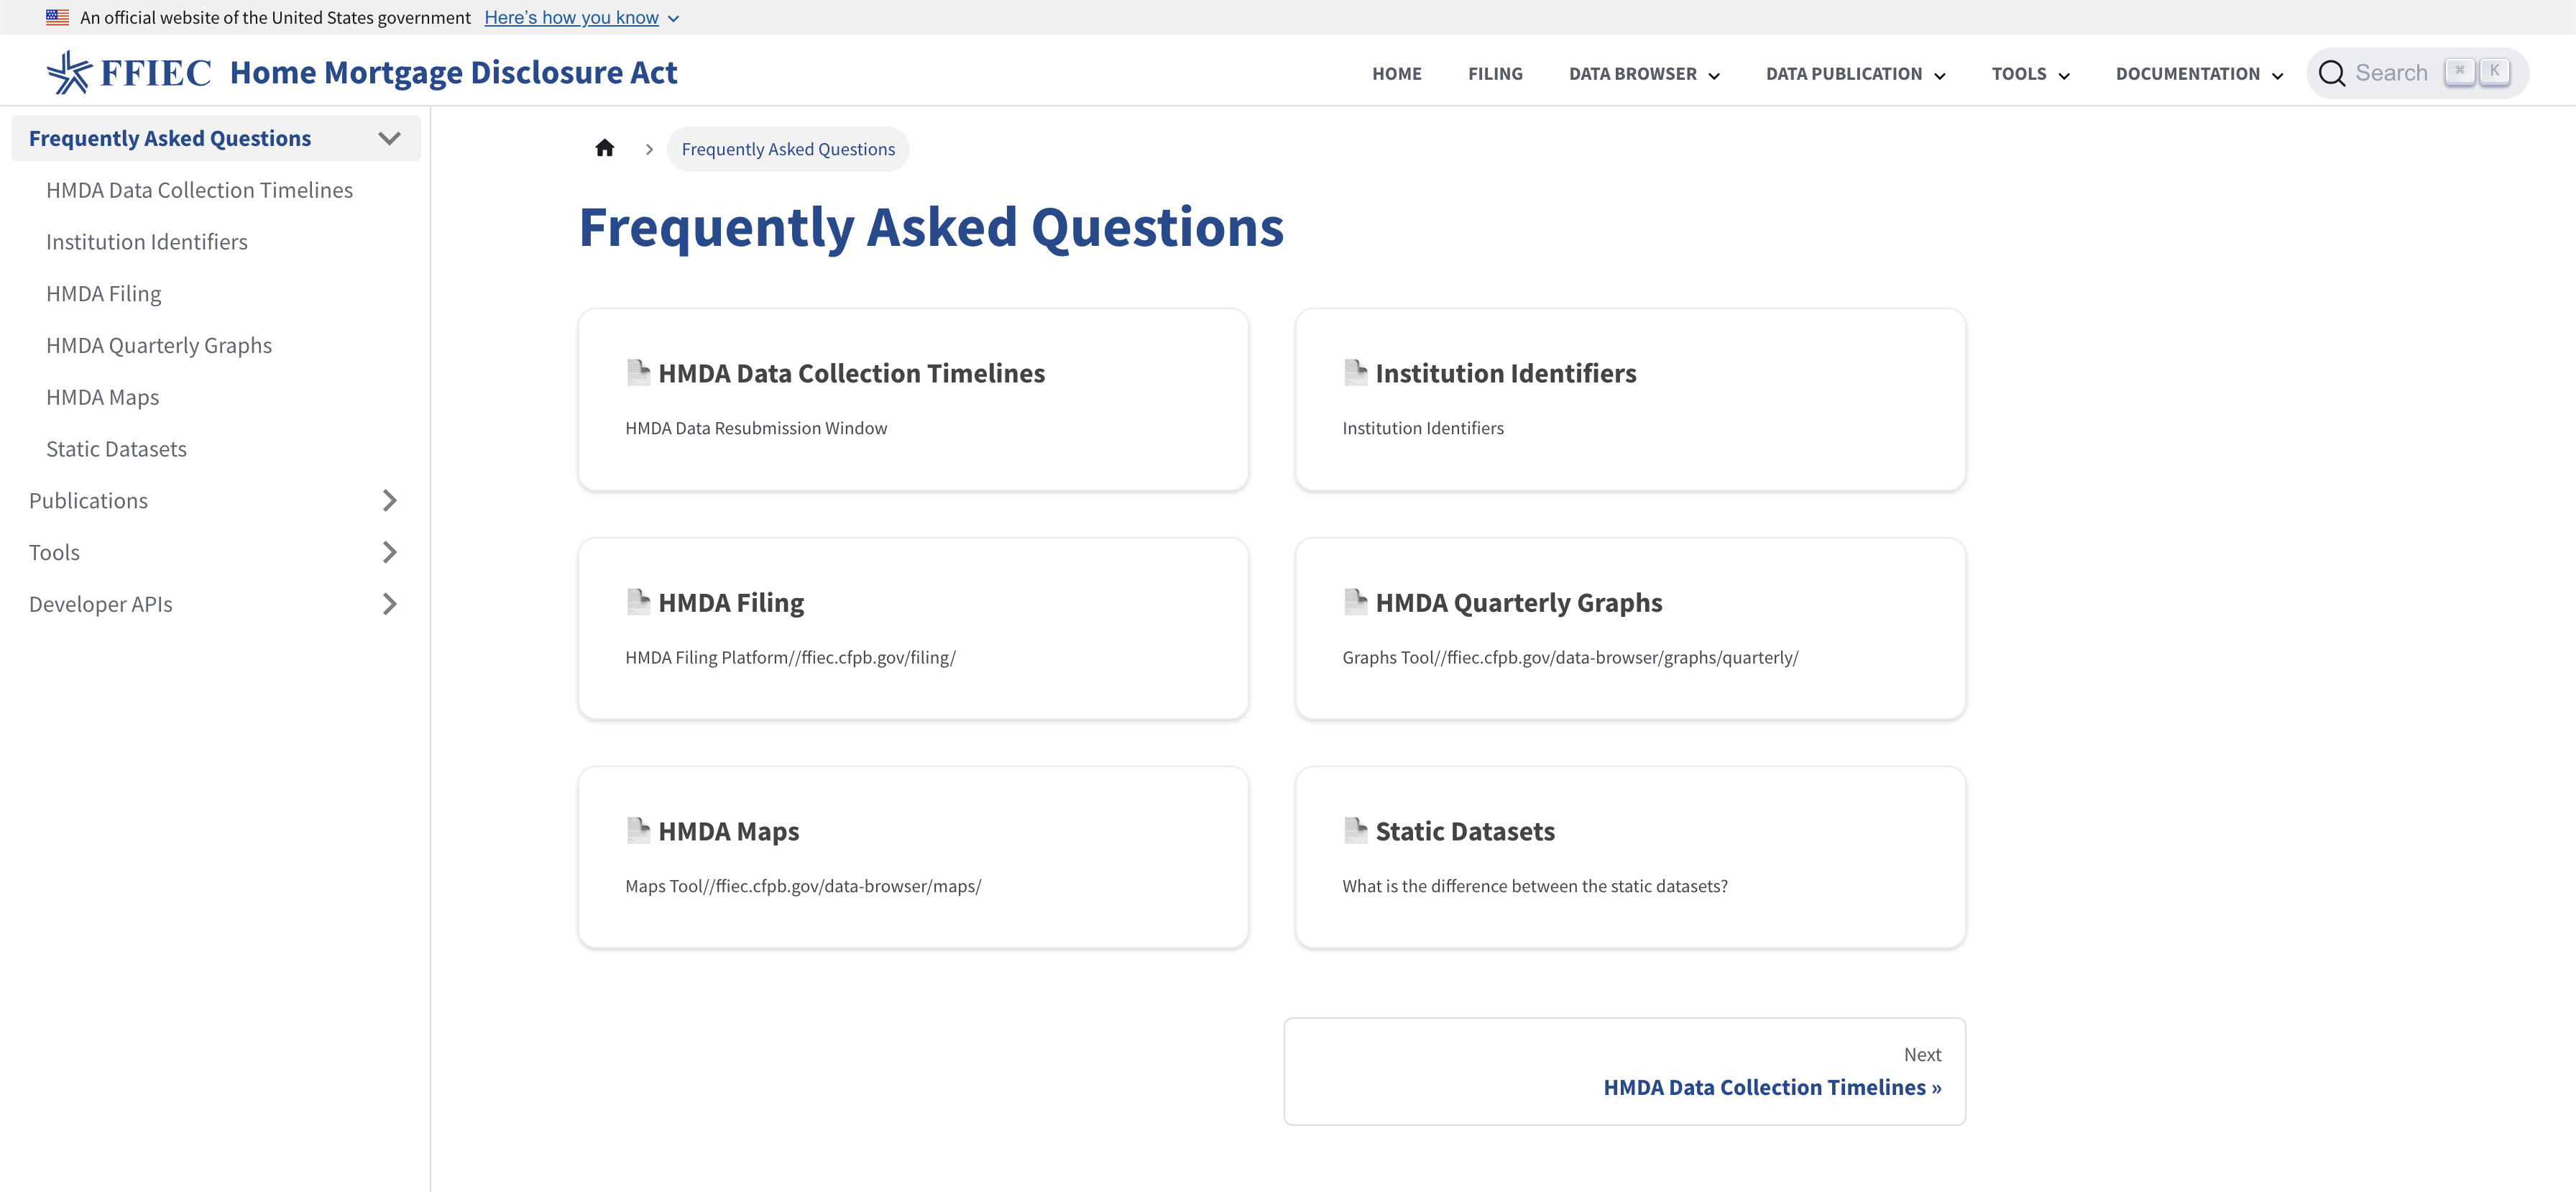 An official website of the United States government Here's how you know
FFIEC Home Mortgage Disclosure Act
HOME FILING DATA BROWSER DATA PUBLICATION TOOLS DOCUMENTATION Search ⌘ K
Frequently Asked Questions
HMDA Data Collection Timelines
Institution Identifiers
HMDA Filing
HMDA Quarterly Graphs
HMDA Maps
Static Datasets
Publications
Tools
Developer APIs
Frequently Asked Questions
Frequently Asked Questions
HMDA Data Collection Timelines
HMDA Data Resubmission Window
Institution Identifiers
Institution Identifiers
HMDA Filing
HMDA Filing Platform//ffiec.cfpb.gov/filing/
HMDA Quarterly Graphs
Graphs Tool//ffiec.cfpb.gov/data-browser/graphs/quarterly/
HMDA Maps
Maps Tool//ffiec.cfpb.gov/data-browser/maps/
Static Datasets
What is the difference between the static datasets?
Next
HMDA Data Collection Timelines »